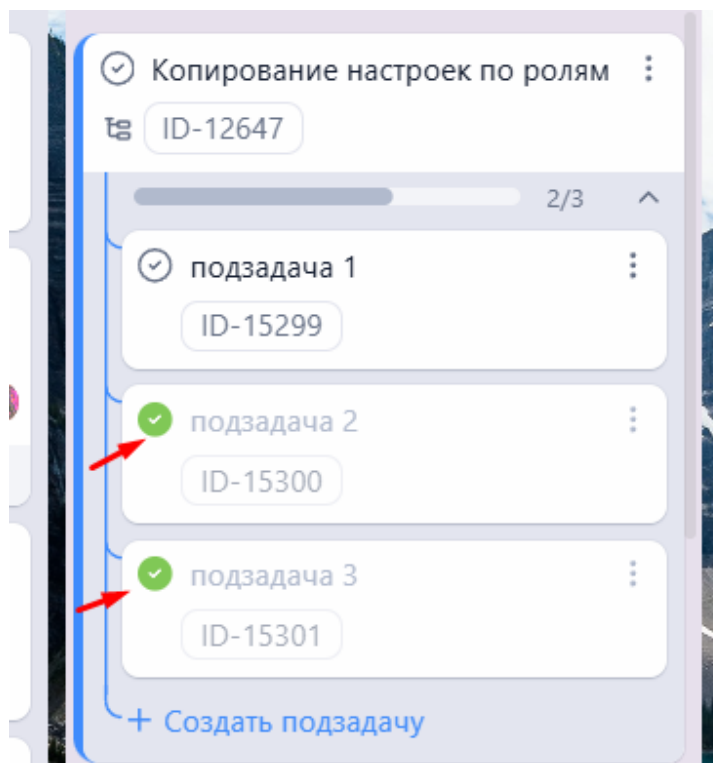 Копирование настроек по ролям
ID-12647
2/3
подзадача 1
ID-15299
подзадача 2
ID-15300
подзадача 3
ID-15301
+ Создать подзадачу